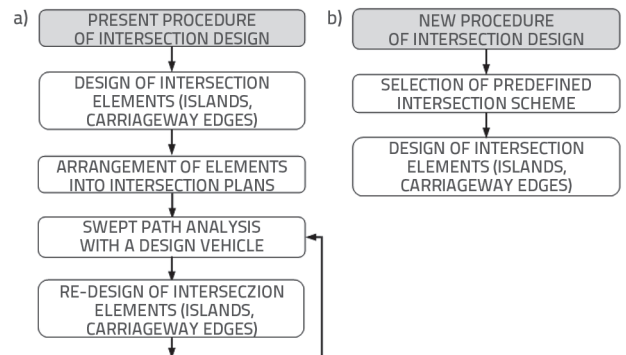 a)
PRESENT PROCEDURE
OF INTERSECTION DESIGN
DESIGN OF INTERSECTION
ELEMENTS (ISLANDS,
CARRIAGEWAY EDGES)
ARRANGEMENT OF ELEMENTS
INTO INTERSECTION PLANS
SWEPT PATH ANALYSIS
WITH A DESIGN VEHICLE
RE-DESIGN OF INTERSECZION
ELEMENTS (ISLANDS,
CARRIAGEWAY EDGES)
b)
NEW PROCEDURE
OF INTERSECTION DESIGN
SELECTION OF PREDEFINED
INTERSECTION SCHEME
DESIGN OF INTERSECTION
ELEMENTS (ISLANDS,
CARRIAGEWAY EDGES)